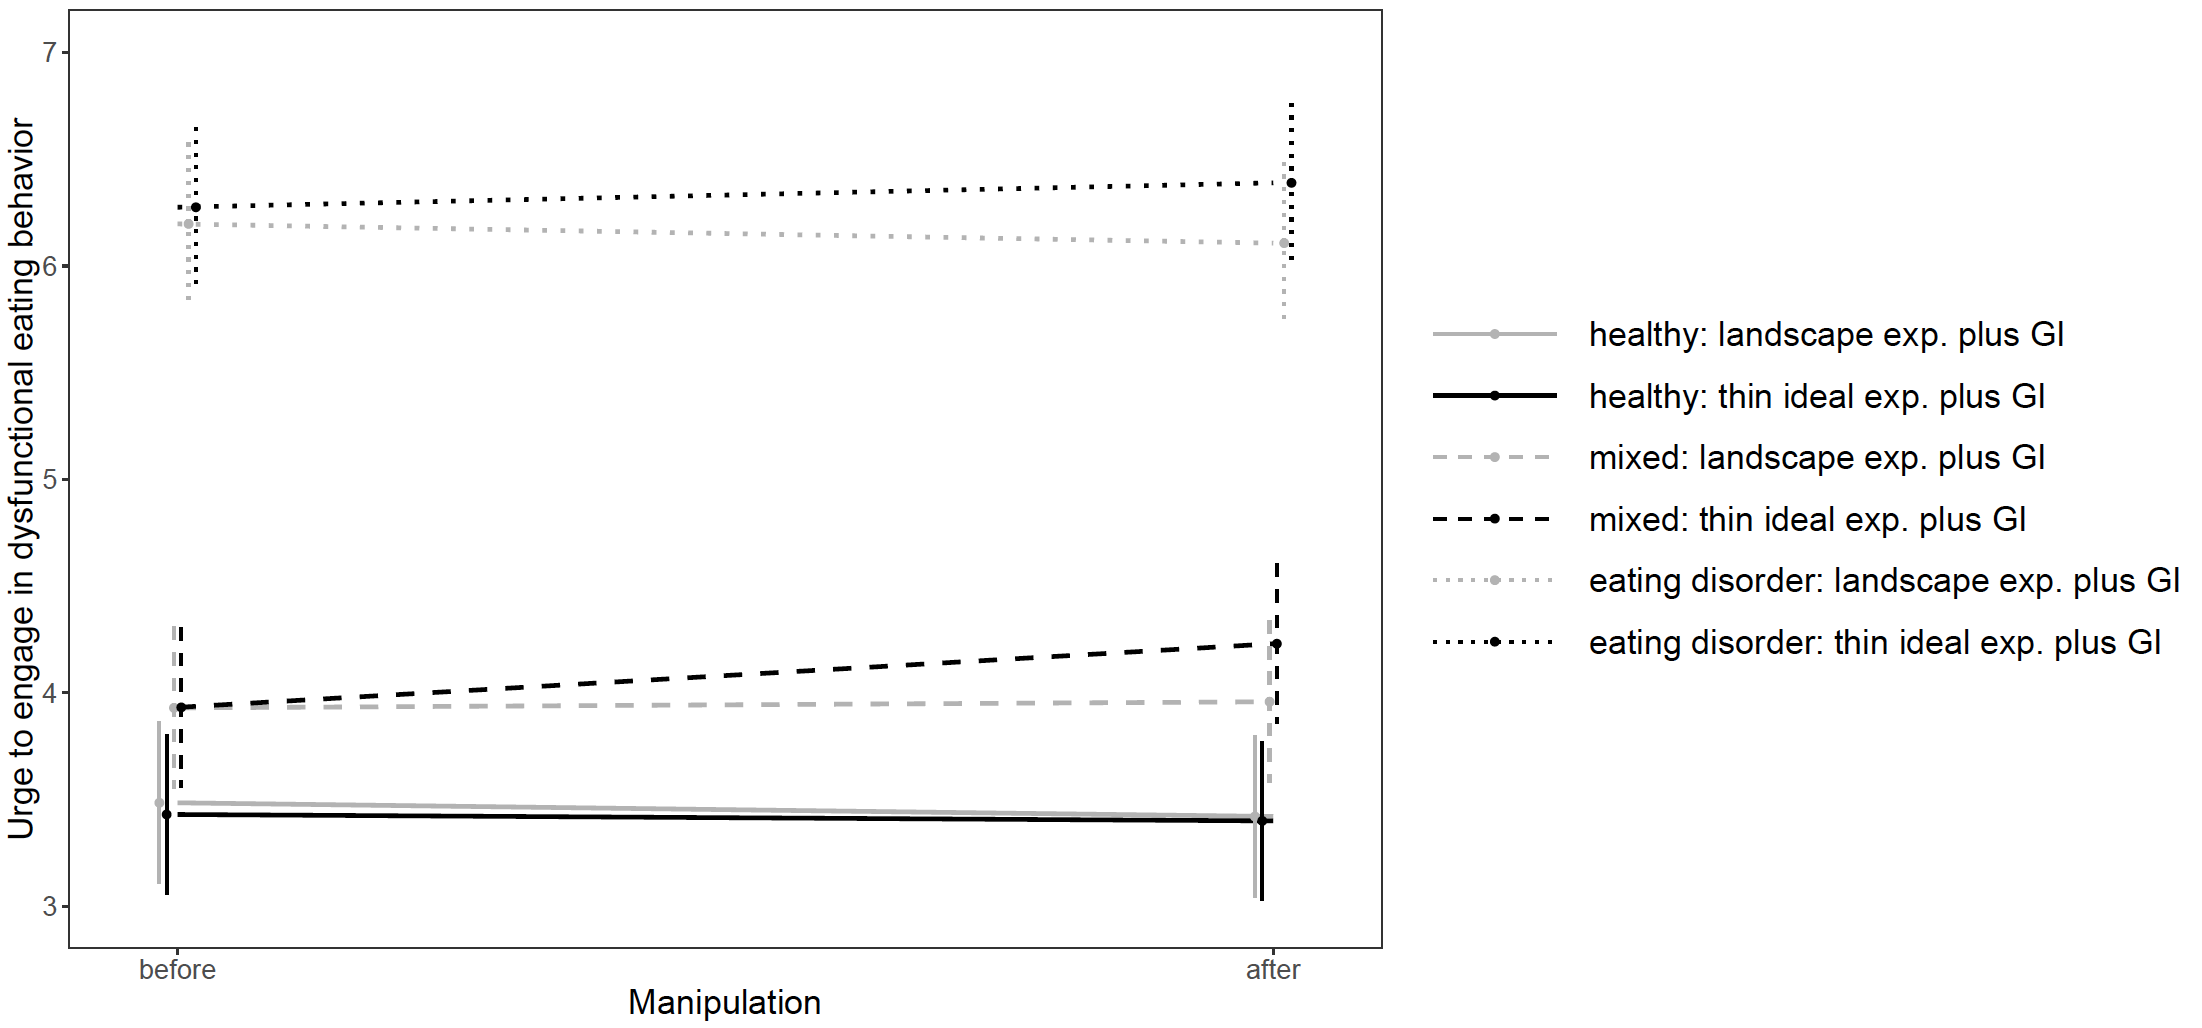 Urge to engage in dysfunctional eating behavior
7
6
5
4
3
before
after
Manipulation
healthy: landscape exp. plus GI
healthy: thin ideal exp. plus GI
mixed: landscape exp. plus GI
mixed: thin ideal exp. plus GI
eating disorder: landscape exp. plus GI
eating disorder: thin ideal exp. plus GI